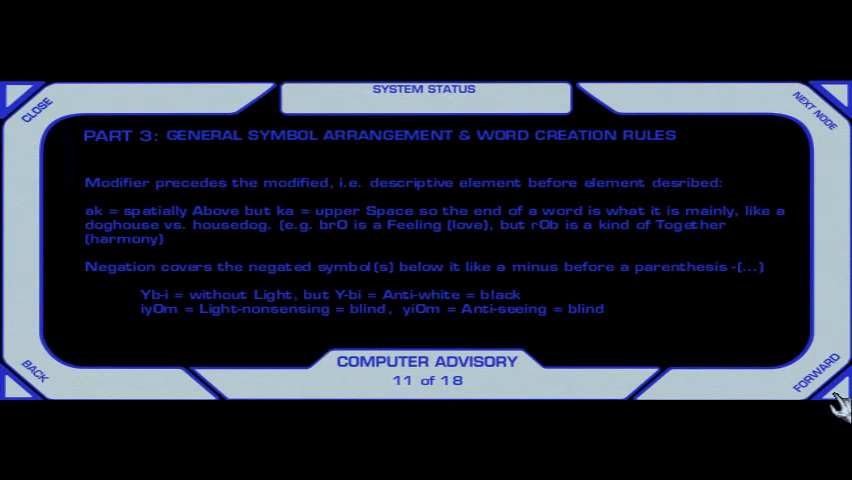 SYSTEM STATUS
CLOSE
NEXT NODE
PART 3: GENERAL SYMBOL ARRANGEMENT & WORD CREATION RULES
Modifier precedes the modified, i.e. descriptive element before element desribed:
ak = spatially Above but ka = upper Space so the end of a word is what it is mainly, like a
doghouse vs. housedog. (e.g. brO is a Feeling (love), but rOb is a kind of Together
(harmony)
Negation covers the negated symbol(s) below it like a minus before a parenthesis -(...)
Yb-i = without Light, but Y-bi = Anti-white = black
iyOm = Light-nonsensing = blind, yiOm = Anti-seeing = blind
BACK
COMPUTER ADVISORY
11 of 18
FORWARD